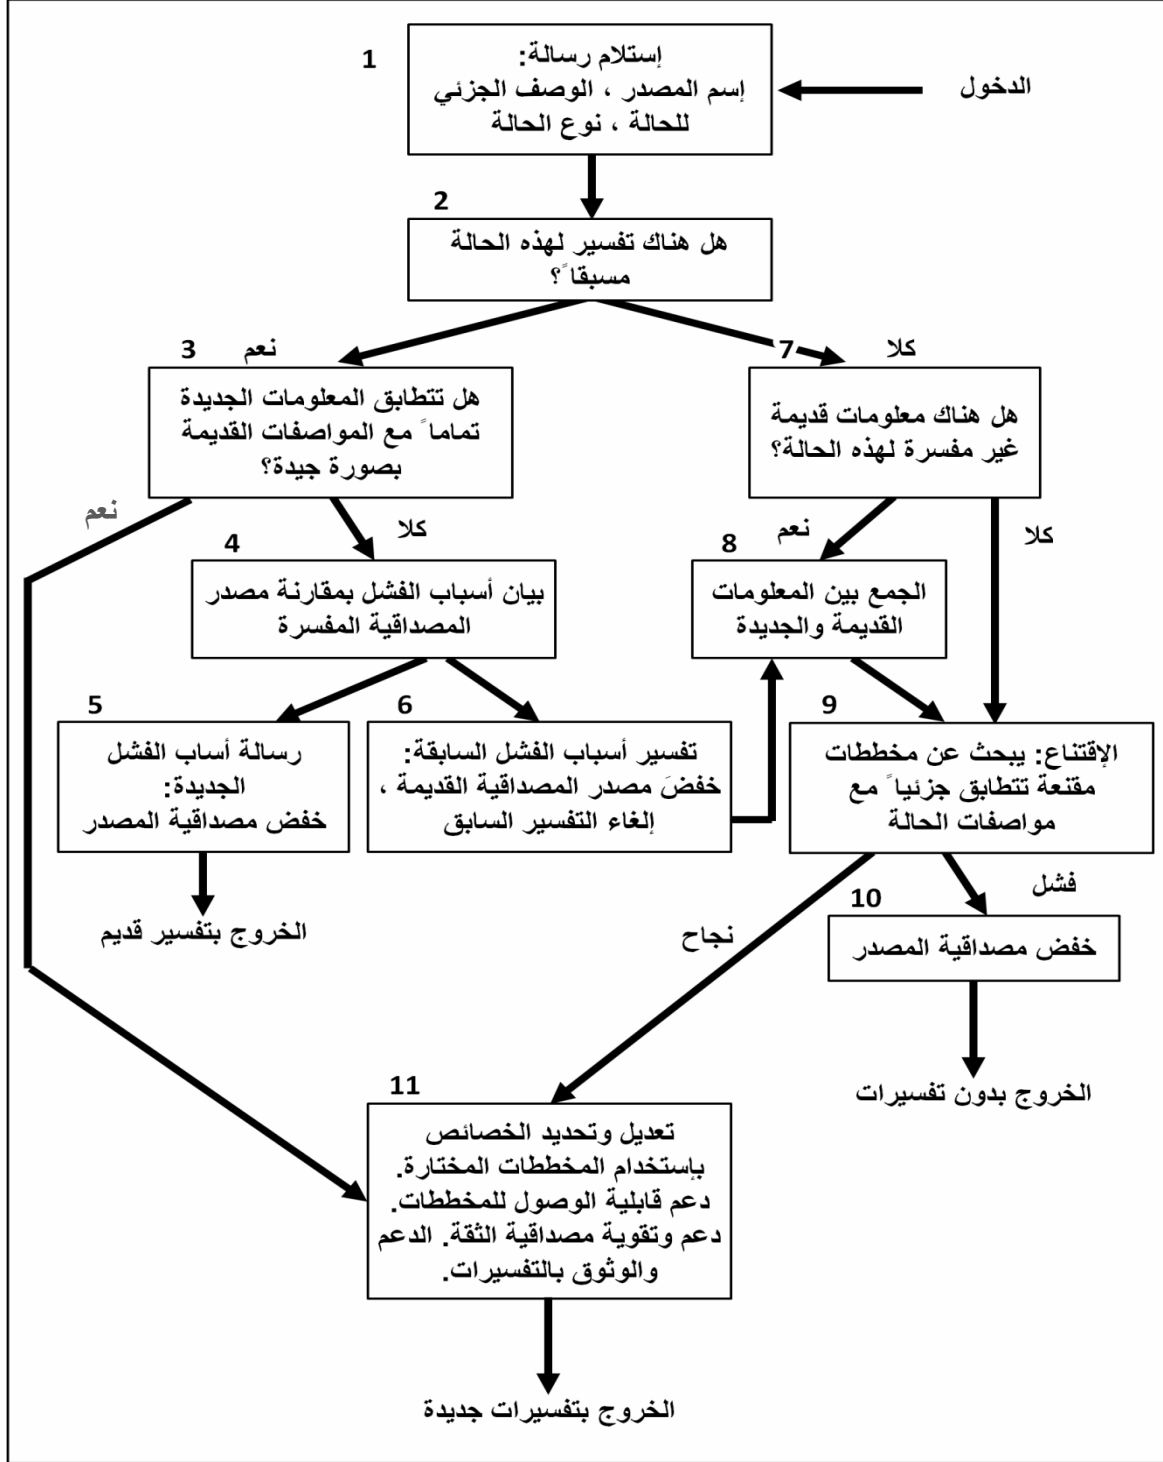 1
إستلام رسالة:
إسم المصدر ، الوصف الجزئي
للحالة ، نوع الحالة
الدخول
2
هل هناك تفسير لهذه الحالة
مسبقاً؟
نعم
كلا
3
هل تتطابق المعلومات الجديدة
تماماً مع المواصفات القديمة
بصورة جيدة؟
7
هل هناك معلومات قديمة
غير مفسرة لهذه الحالة؟
نعم
كلا
نعم
كلا
4
بيان أسباب الفشل بمقارنة مصدر
المصداقية المفسرة
8
الجمع بين المعلومات
القديمة والجديدة
5
رسالة أساب الفشل
الجديدة:
خفض مصداقية المصدر
الخروج بتفسير قديم
6
تفسير أسباب الفشل السابقة:
خفضَ مصدر المصداقية القديمة ،
إلغاء التفسير السابق
9
الإقتناع: يبحث عن مخططات
مقنعة تتطابق جزئياً مع
مواصفات الحالة
نجاح
فشل
10
خفض مصداقية المصدر
الخروج بدون تفسيرات
11
تعديل وتحديد الخصائص
بإستخدام المخططات المختارة.
دعم قابلية الوصول للمخططات.
دعم وتقوية مصداقية الثقة. الدعم
والوثوق بالتفسيرات.
الخروج بتفسيرات جديدة